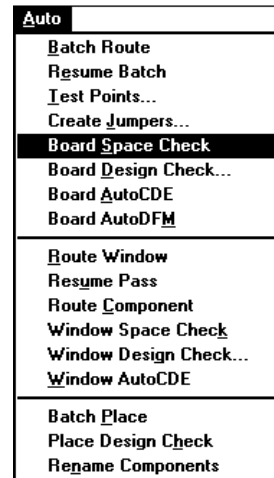 Auto
Batch Route
Resume Batch
Test Points...
Create Jumpers...
Board Space Check
Board Design Check...
Board AutoCDE
Board AutoDFM
Route Window
Resume Pass
Route Component
Window Space Check
Window Design Check...
Window AutoCDE
Batch Place
Place Design Check
Rename Components